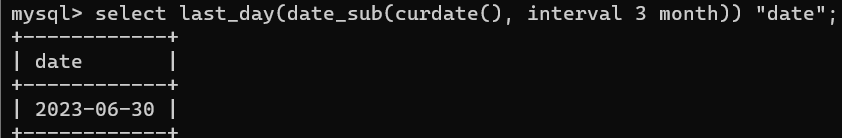 mysql> select last_day(date_sub(curdate(), interval 3 month)) "date";
+------------+
| date       |
+------------+
| 2023-06-30 |
+------------+